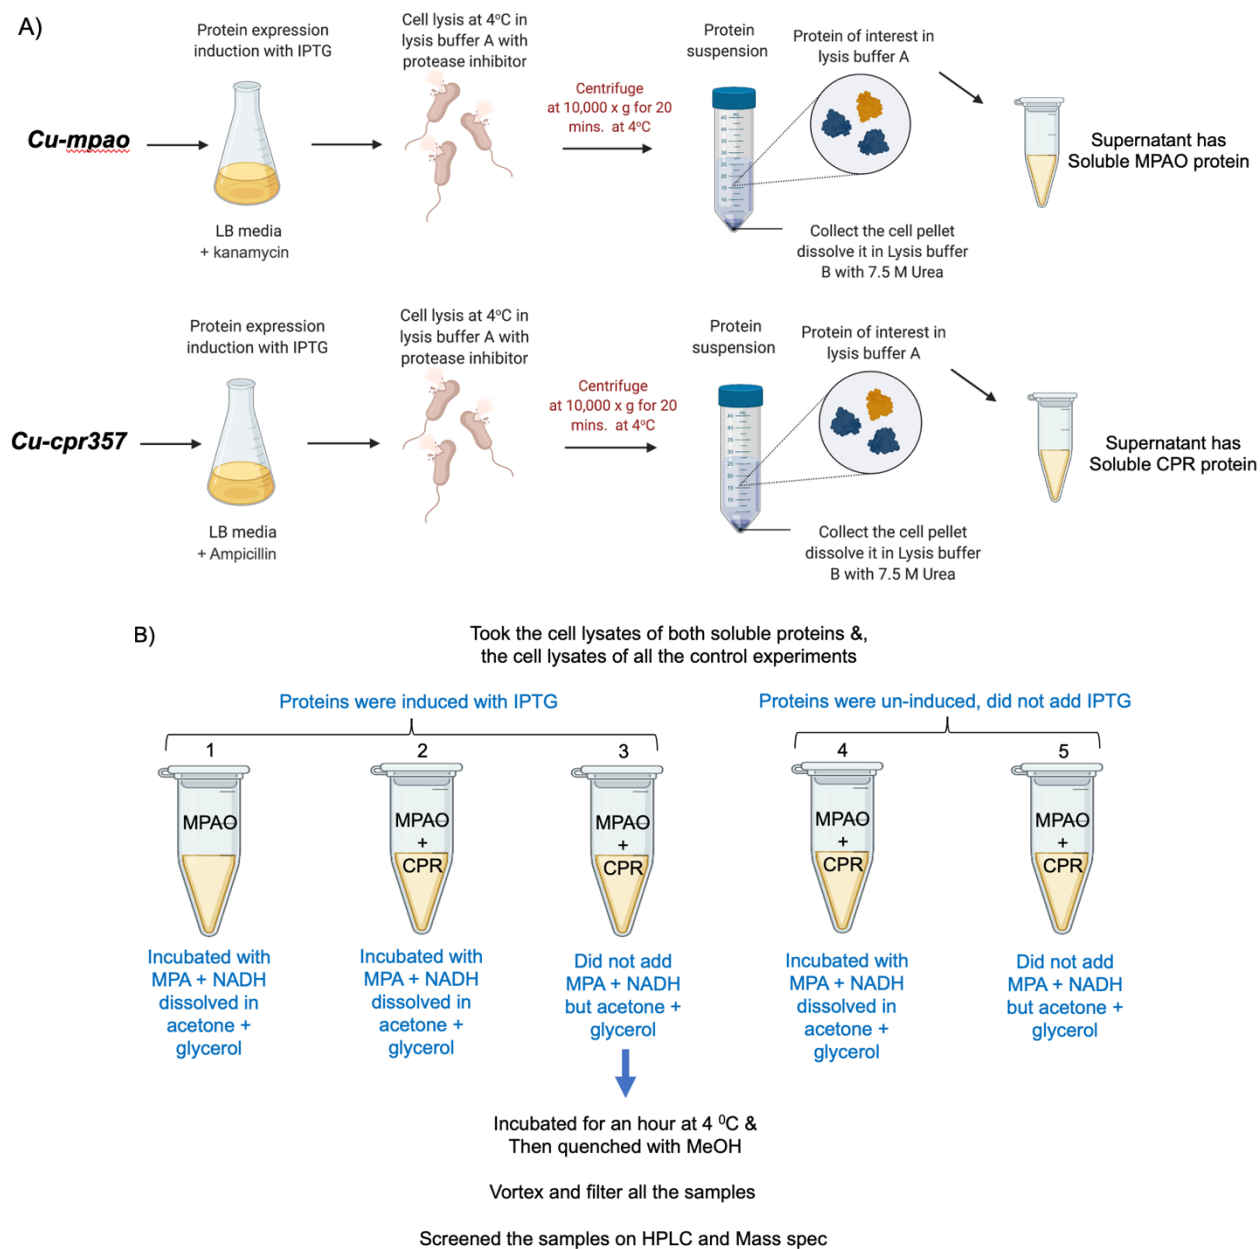 A)
Protein expression
induction with IPTG
Cell lysis at 4ºC in
lysis buffer A with
protease inhibitor
Centrifuge
at 10,000 x g for 20
mins. at 4ºC
Protein
suspension
Protein of interest in
lysis buffer A
Cu-mpao
Supernatant has
Soluble MPAO protein
LB media
+ kanamycin
Collect the cell pellet
dissolve it in Lysis buffer
B with 7.5 M Urea
Protein expression
induction with IPTG
Cell lysis at 4ºC in
lysis buffer A with
protease inhibitor
Centrifuge
at 10,000 x g for 20
mins. at 4ºC
Protein
suspension
Protein of interest in
lysis buffer A
Cu-cpr357
Supernatant has
Soluble CPR protein
LB media
+ Ampicillin
Collect the cell pellet
dissolve it in Lysis buffer
B with 7.5 M Urea
B)
Took the cell lysates of both soluble proteins &,
the cell lysates of all the control experiments
Proteins were induced with IPTG
Proteins were un-induced, did not add IPTG
1
2
3
4
5
MPAO
MPAO
+
CPR
MPAO
+
CPR
MPAO
+
CPR
MPAO
+
CPR
Incubated with
MPA + NADH
dissolved in
acetone +
glycerol
Incubated with
MPA + NADH
dissolved in
acetone +
glycerol
Did not add
MPA + NADH
but acetone +
glycerol
Incubated with
MPA + NADH
dissolved in
acetone +
glycerol
Did not add
MPA + NADH
but acetone +
glycerol
Incubated for an hour at 4 ⁰C &
Then quenched with MeOH
Vortex and filter all the samples
Screened the samples on HPLC and Mass spec